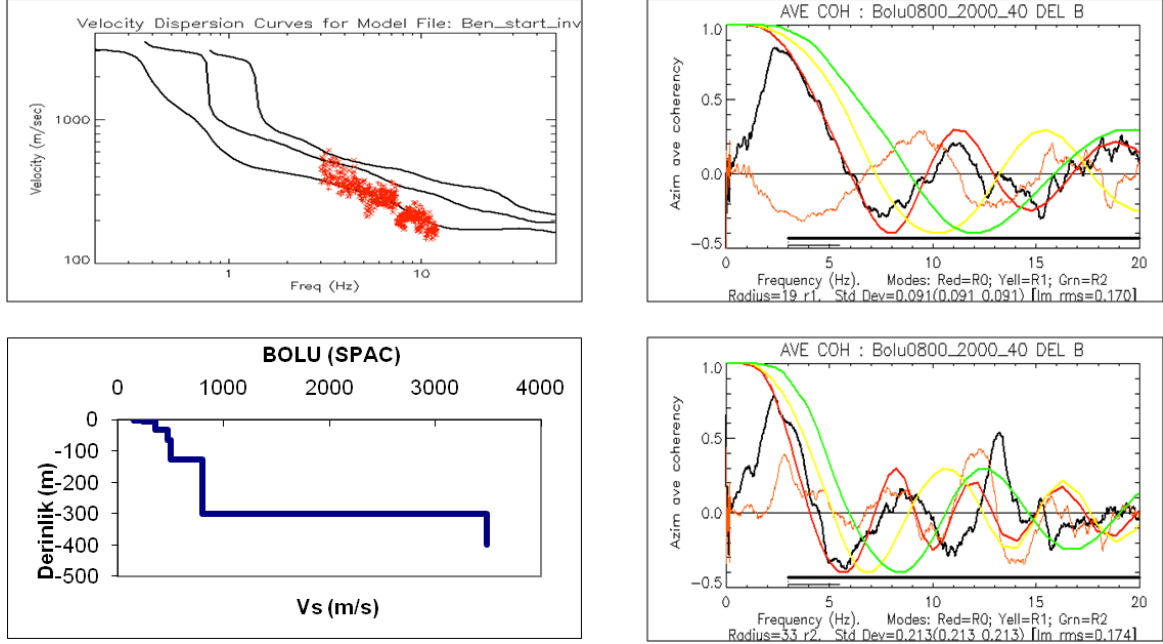 Velocity Dispersion Curves for Model File: Ben_start_inv
Velocity (m/sec)
1000
100
1
10
Freq (Hz)
AVE COH : Bolu0800_2000_40 DEL B
Azim ave coherency
1.0
0.5
0.0
−0.5
0 5 10 15 20
Frequency (Hz). Modes: Red=R0; Yell=R1; Grn=R2
Radius=19 r1. Std Dev=0.091(0.091 0.091) [Im rms=0.170]
BOLU (SPAC)
0 1000 2000 3000 4000
Derinlik (m)
0
-100
-200
-300
-400
-500
Vs (m/s)
AVE COH : Bolu0800_2000_40 DEL B
Azim ave coherency
1.0
0.5
0.0
−0.5
0 5 10 15 20
Frequency (Hz). Modes: Red=R0; Yell=R1; Grn=R2
Radius=33 r2. Std Dev=0.213(0.213 0.213) [Im rms=0.174]